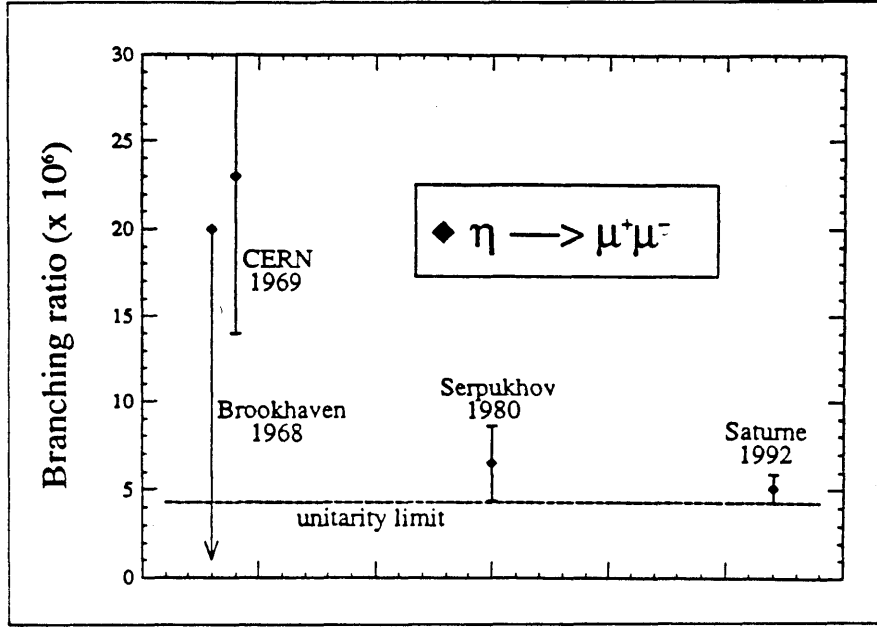 Branching ratio (x 10⁶)
30
25
20
15
10
5
0
η —> μ⁺μ⁻
CERN
1969
Brookhaven
1968
Serpukhov
1980
Saturne
1992
unitarity limit